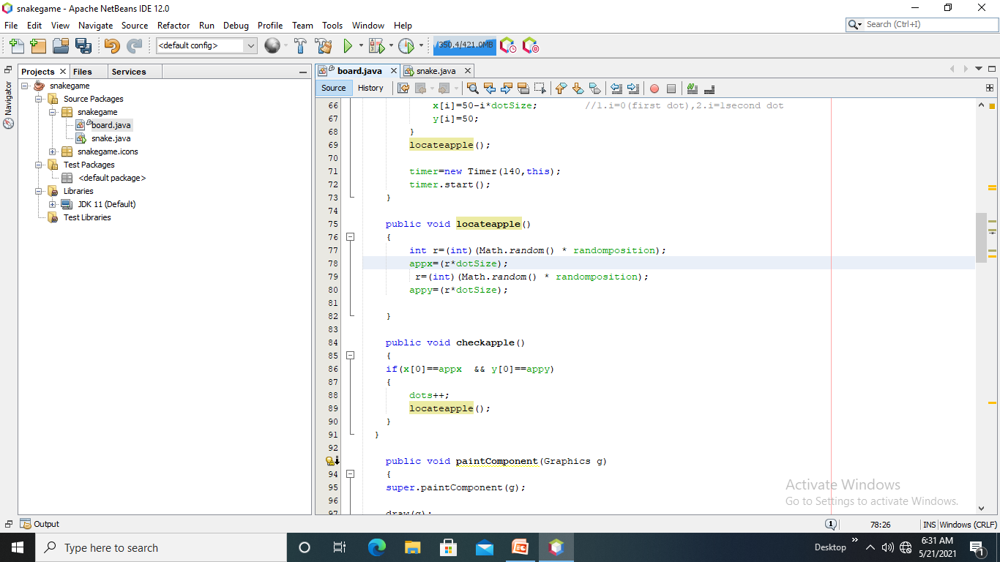 snakegame - Apache NetBeans IDE 12.0
File Edit View Navigate Source Refactor Run Debug Profile Team Tools Window Help
Search (Ctrl+I)
<default config>
350.4/421.0MB
Projects Files Services
board.java snake.java
Navigator
Source History
snakegame
Source Packages
snakegame
board.java
snake.java
snakegame.icons
Test Packages
<default package>
Libraries
JDK 11 (Default)
Test Libraries
66 x[i]=50-i*dotSize; //1.i=0(first dot),2.i=1second dot
67 y[i]=50;
68 }
69 locateapple();
70
71 timer=new Timer(140,this);
72 timer.start();
73 }
74
75 public void locateapple()
76 {
77 int r=(int)(Math.random() * randomposition);
78 appx=(r*dotSize);
79 r=(int)(Math.random() * randomposition);
80 appy=(r*dotSize);
81
82 }
83
84 public void checkapple()
85 {
86 if(x[0]==appx && y[0]==appy)
87 {
88 dots++;
89 locateapple();
90 }
91 }
92
public void paintComponent(Graphics g)
94 {
95 super.paintComponent(g);
96
97 draw(g);
Activate Windows
Go to Settings to activate Windows.
Output
1 78:26 INS Windows (CRLF)
Type here to search
Desktop
6:31 AM
5/21/2021
1